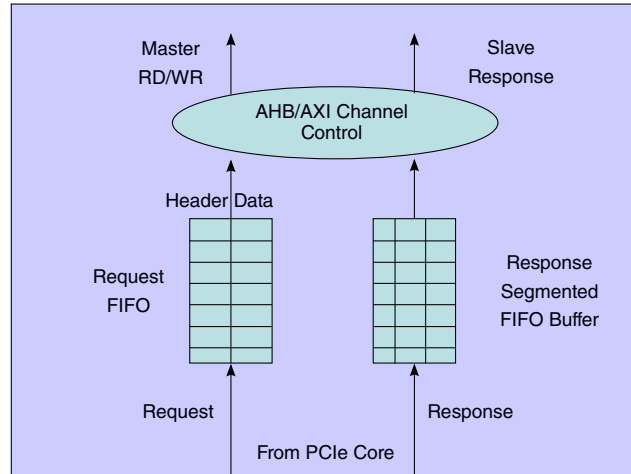 Master
RD/WR
Slave
Response
AHB/AXI Channel
Control
Header Data
Request
FIFO
Response
Segmented
FIFO Buffer
Request
Response
From PCIe Core